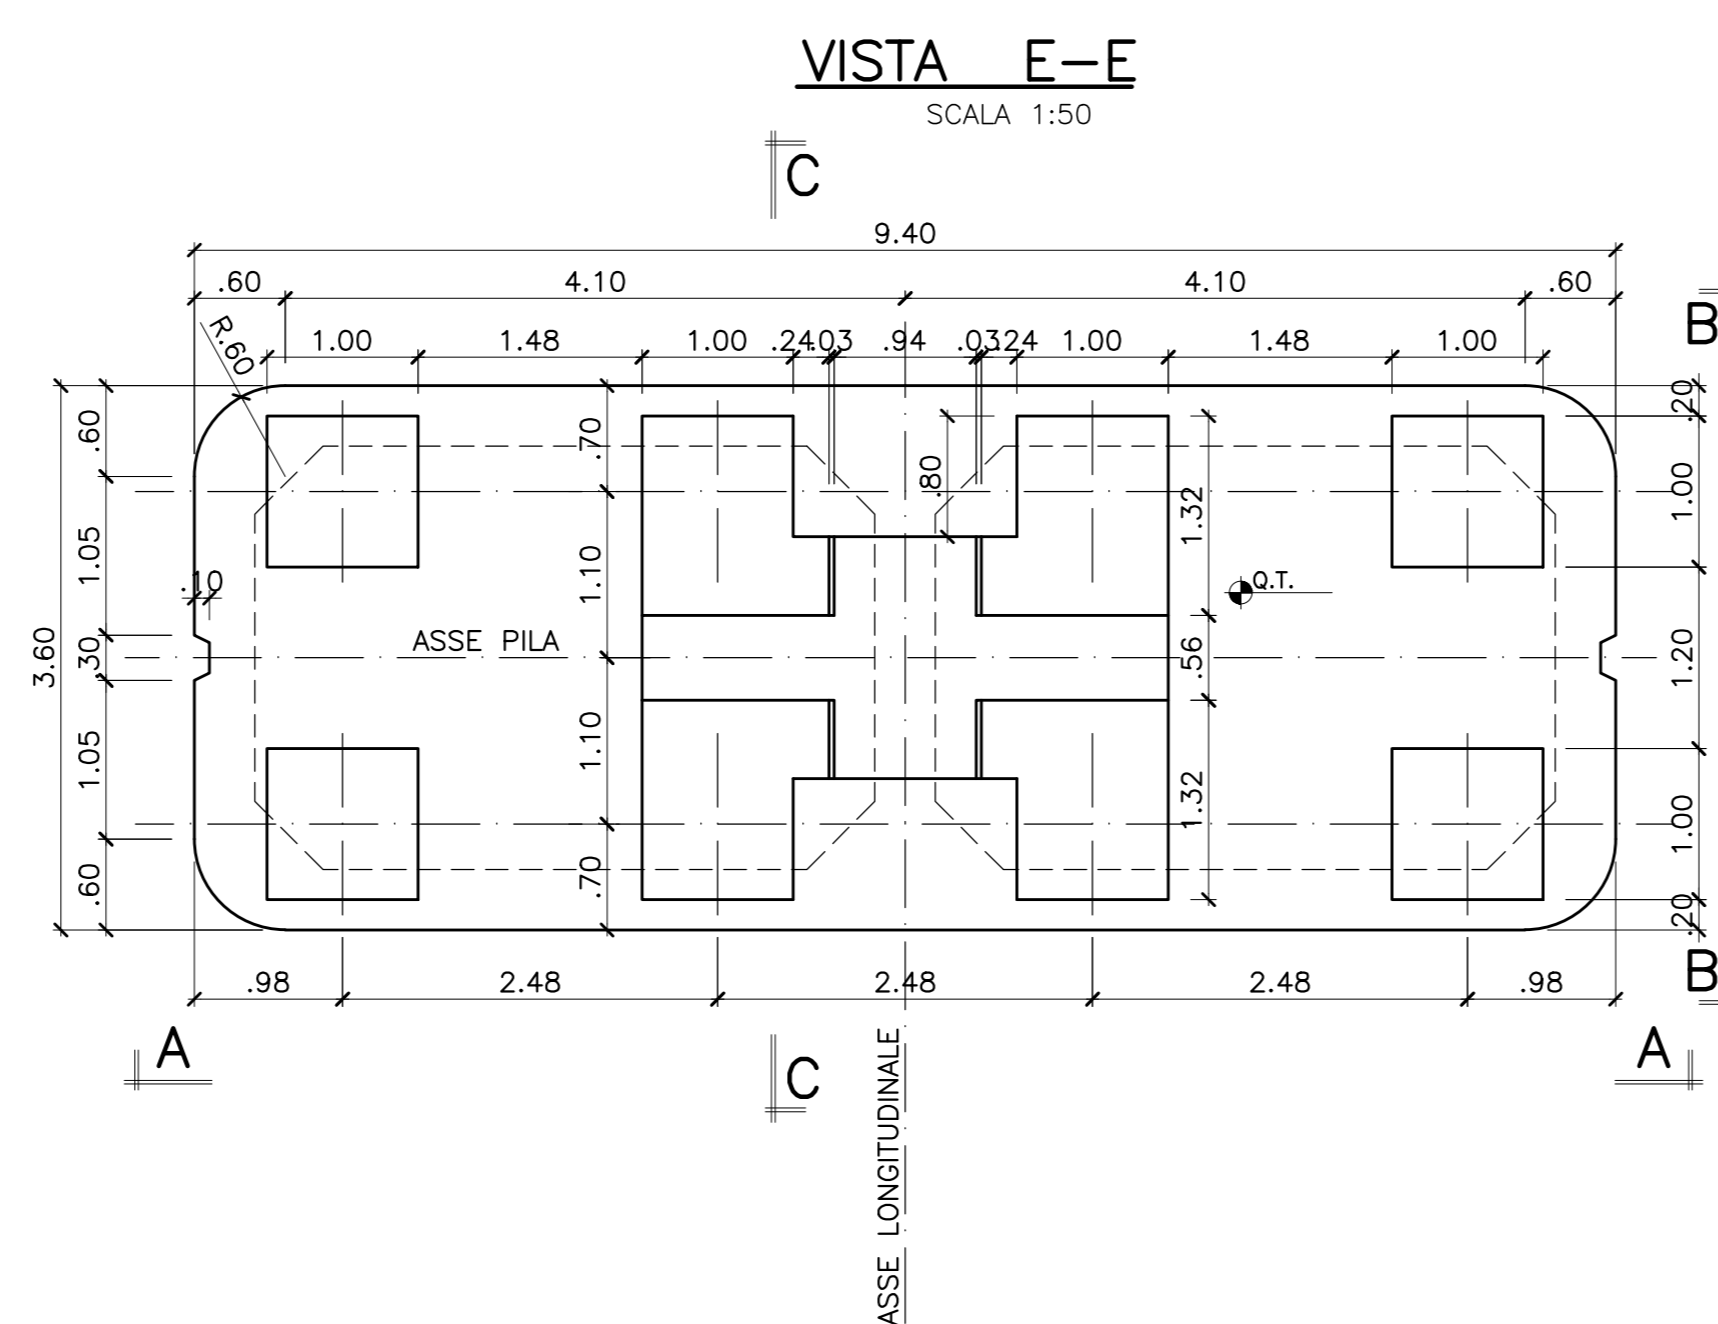 VISTA E-E
SCALA 1:50
C
9.40
.60 4.10 4.10 .60
B
R.60
1.00 1.48 1.00 .24 .03 .94 .03 .24 1.00 1.48 1.00
.60 .70 .80 1.32 .20
1.00
1.05 1.10
.10
Q.T.
3.60 .30 ASSE PILA .56 1.20
1.05 1.10 1.32 1.00
.60 .70 .20
.98 2.48 2.48 2.48 .98
B
A C A
ASSE LONGITUDINALE